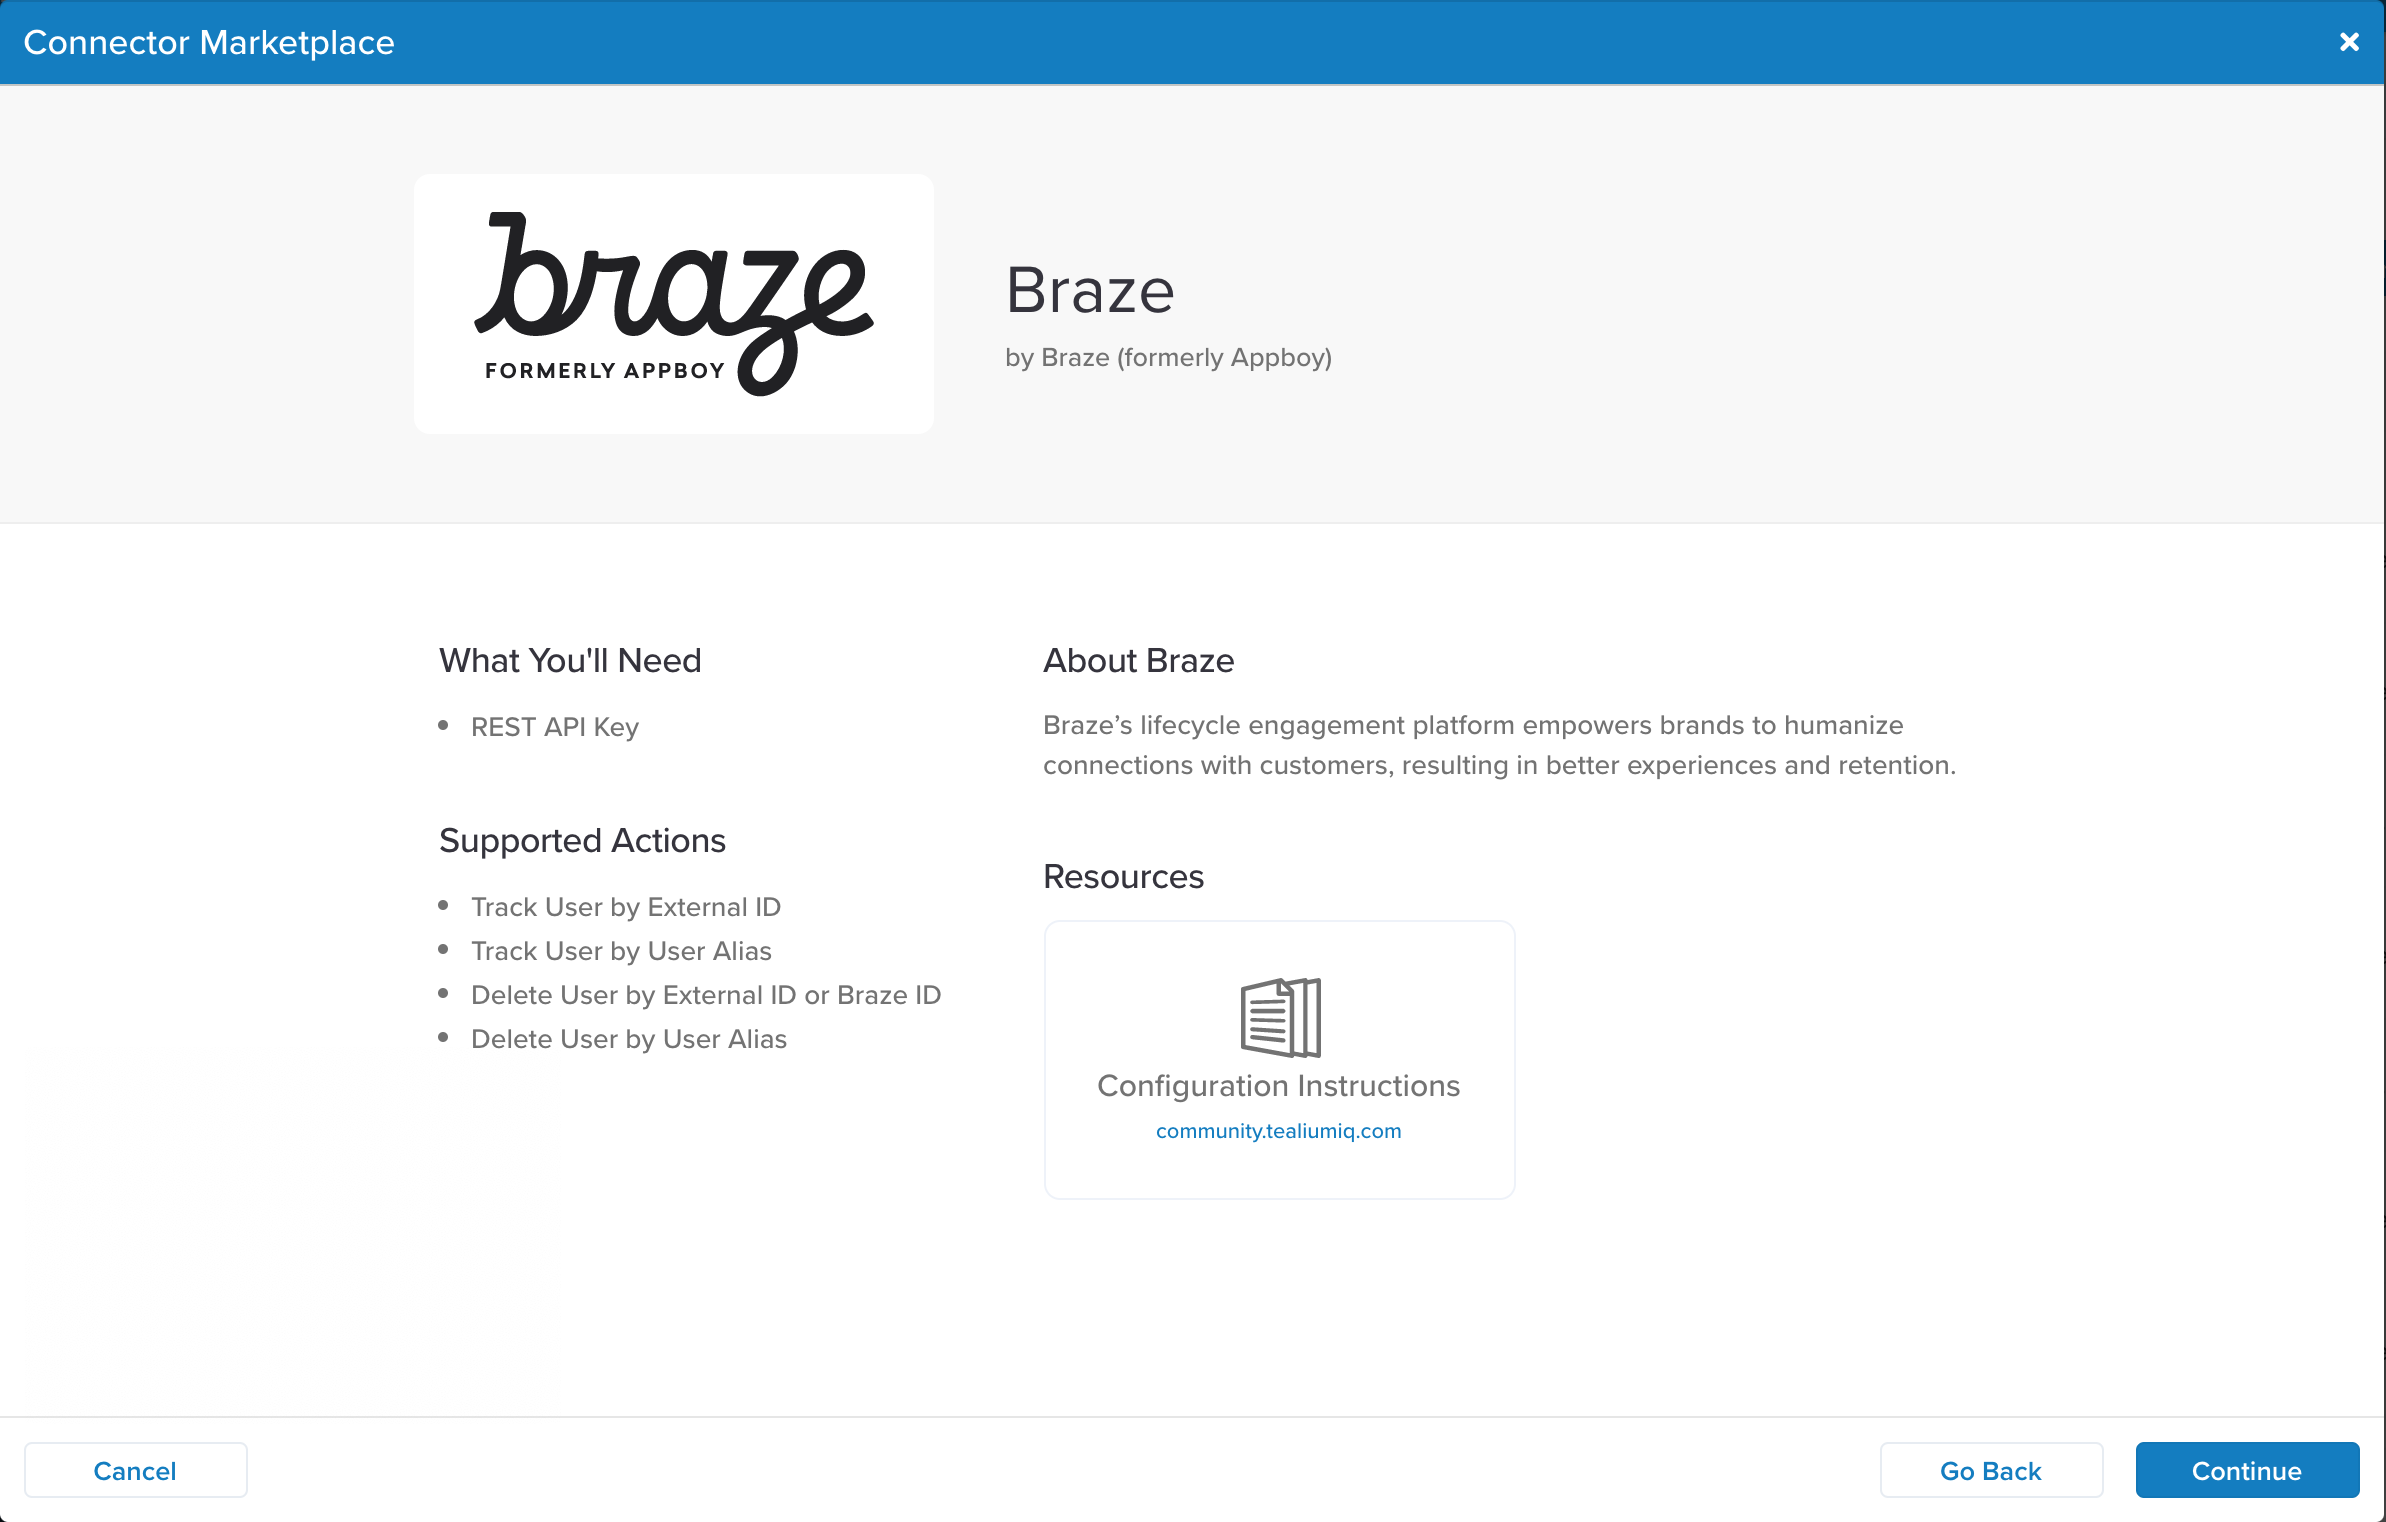 Connector Marketplace
braze
FORMERLY APPBOY
Braze
by Braze (formerly Appboy)
What You'll Need
REST API Key
Supported Actions
Track User by External ID
Track User by User Alias
Delete User by External ID or Braze ID
Delete User by User Alias
About Braze
Braze’s lifecycle engagement platform empowers brands to humanize
connections with customers, resulting in better experiences and retention.
Resources
Configuration Instructions
community.tealiumiq.com
Cancel
Go Back
Continue